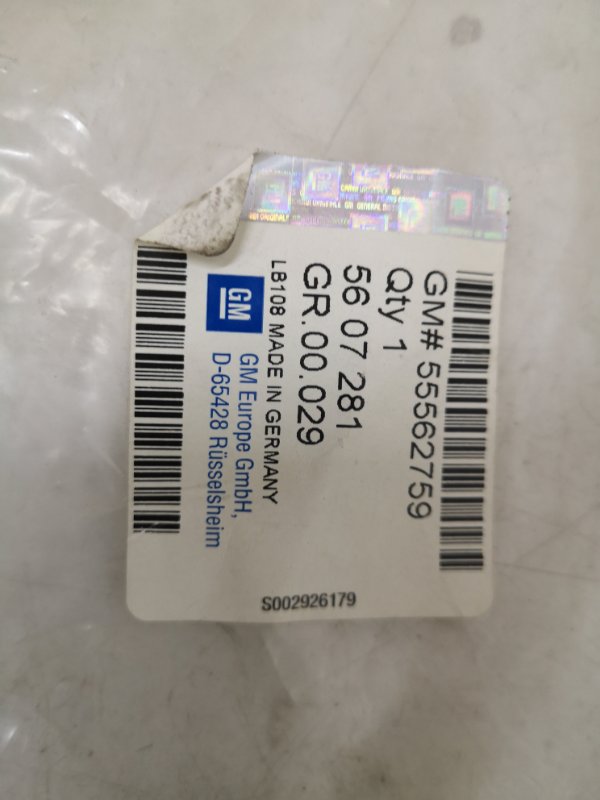 GM# 55562759
Qty 1
56 07 281
GR.00.029
LB108 MADE IN GERMANY
GM
GM Europe GmbH,
D-65428 Rüsselsheim
S002926179